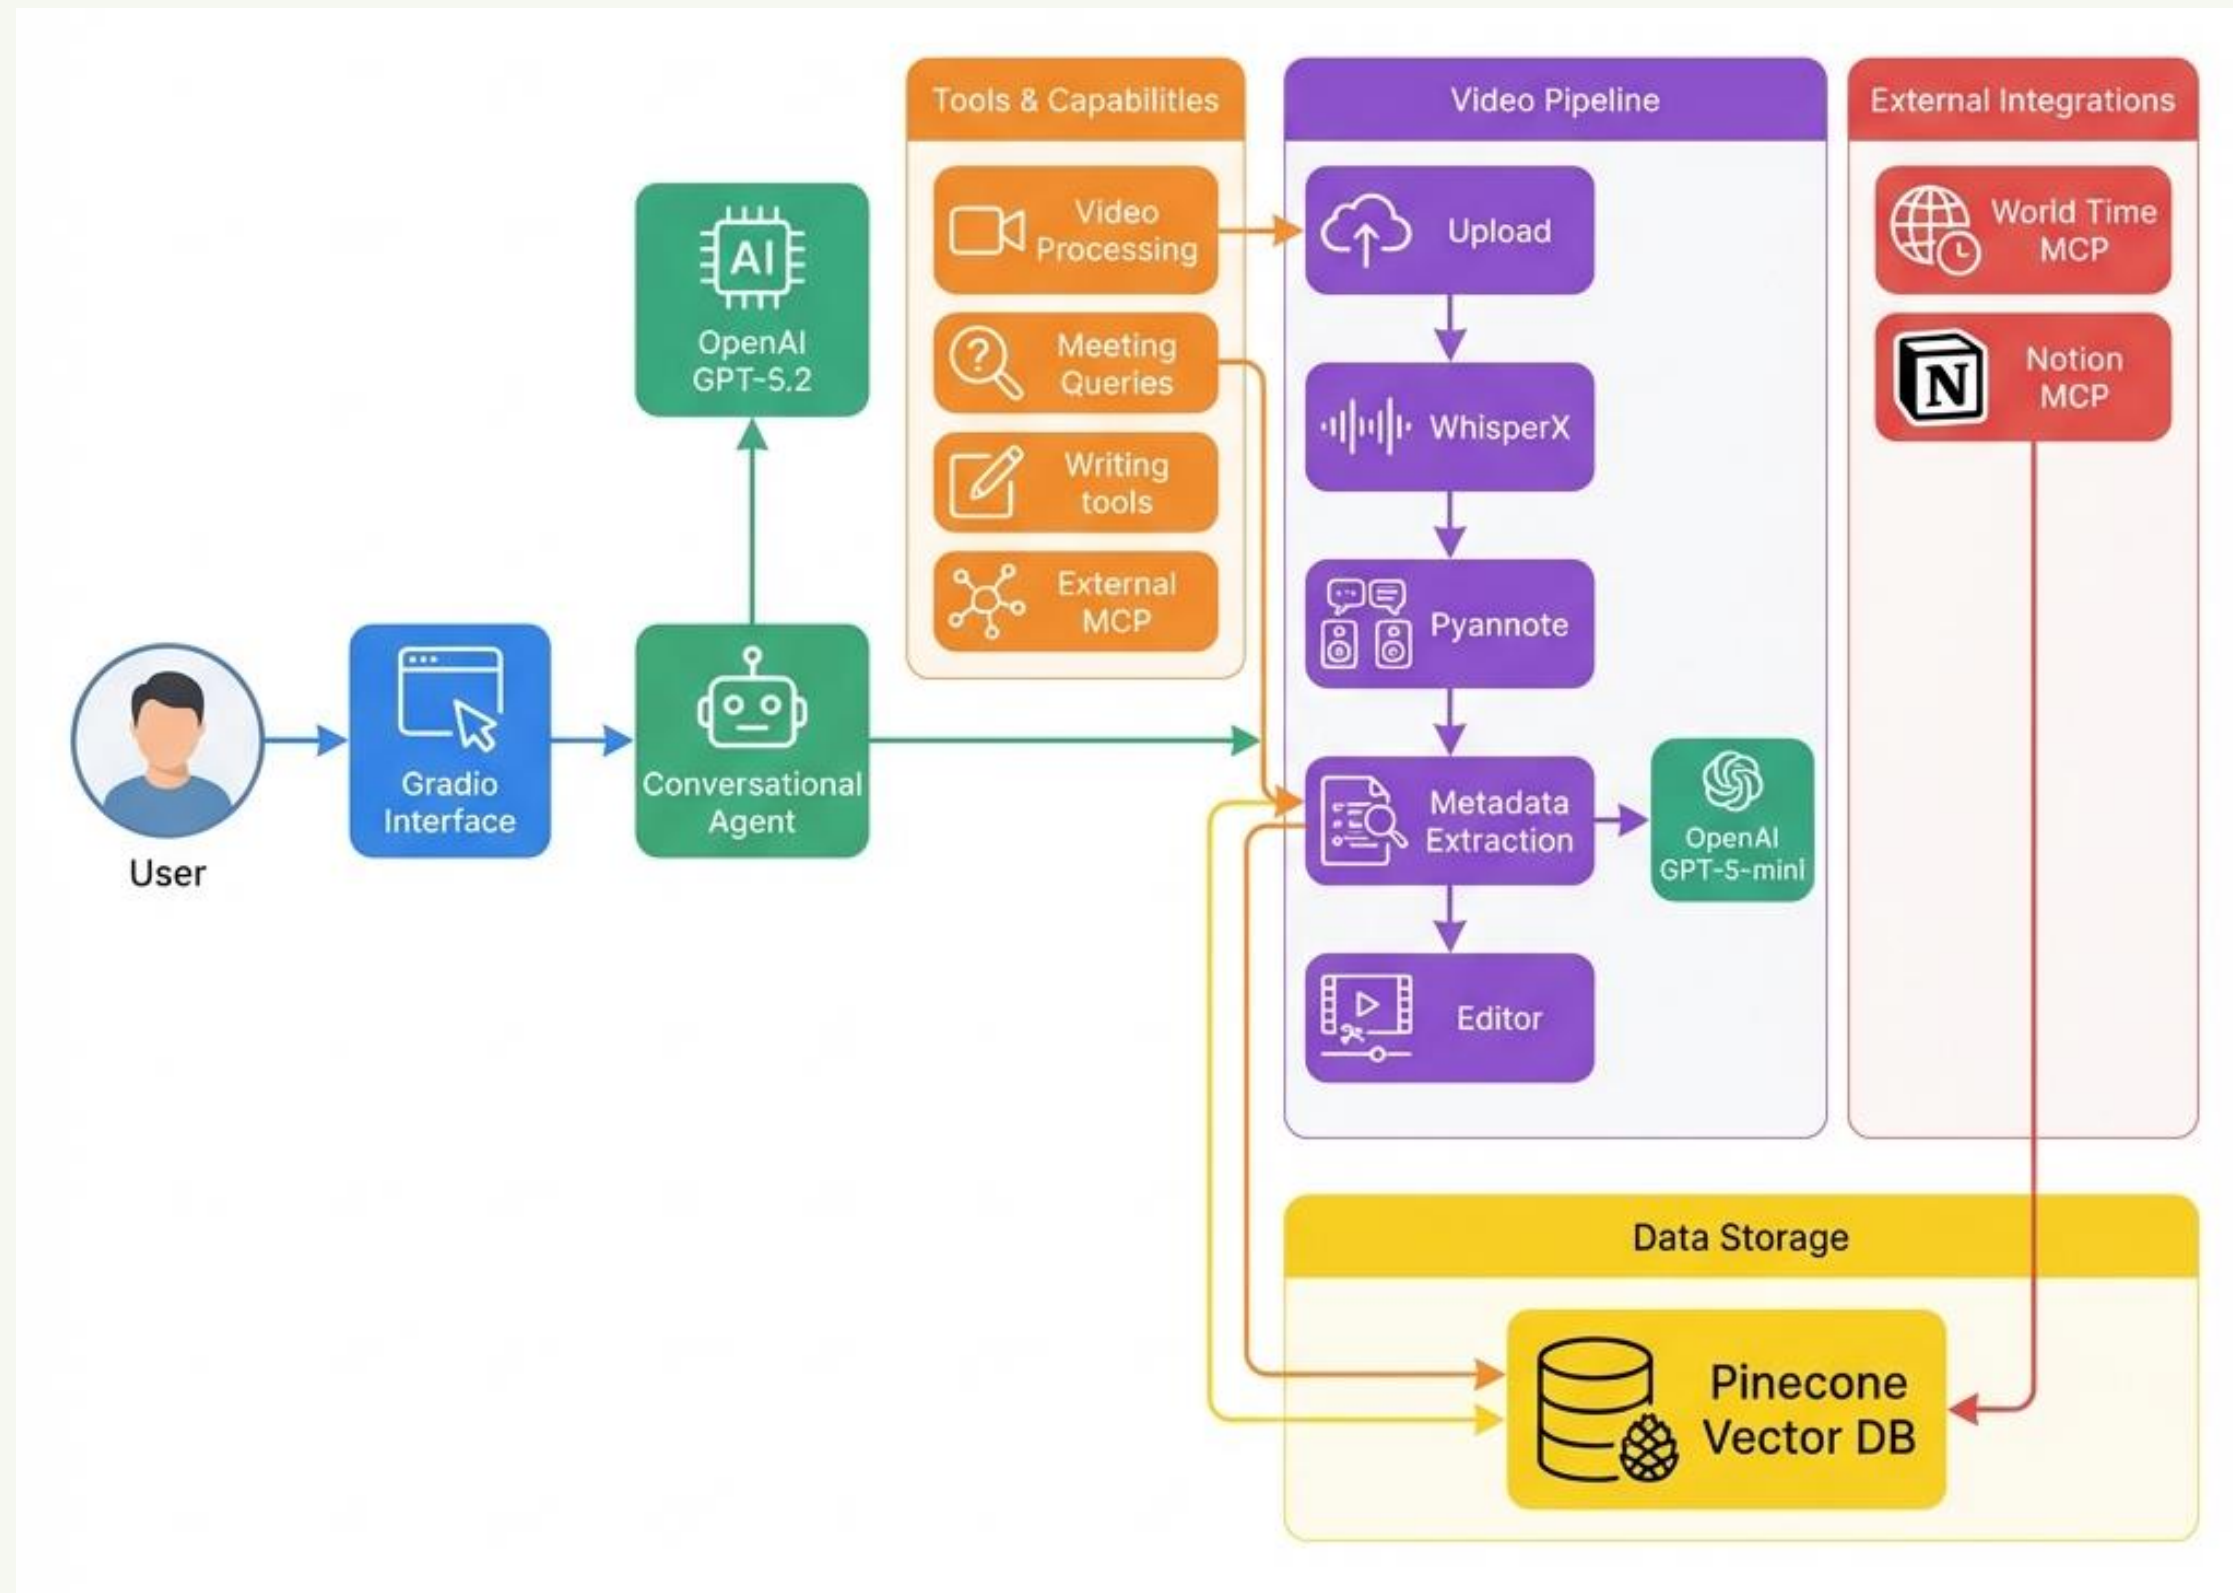 Tools & Capabilitles
Video
Processing
Meeting
Queries
Writing
tools
External
MCP
Video Pipeline
Upload
WhisperX
Pyannote
Metadata
Extraction
OpenAI
GPT-5-mini
Editor
External Integrations
World Time
MCP
N
Notion
MCP
AI
OpenAI
GPT-5.2
User
Gradio
Interface
Conversational
Agent
Data Storage
Pinecone
Vector DB